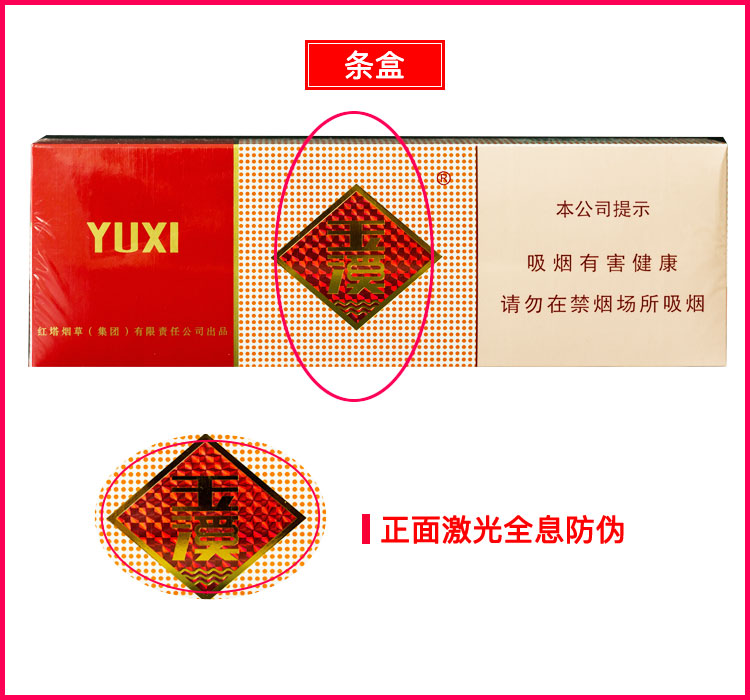 条盒
YUXI
红塔烟草（集团）有限责任公司出品
玉溪
®
本公司提示
吸烟有害健康
请勿在禁烟场所吸烟
玉溪
正面激光全息防伪